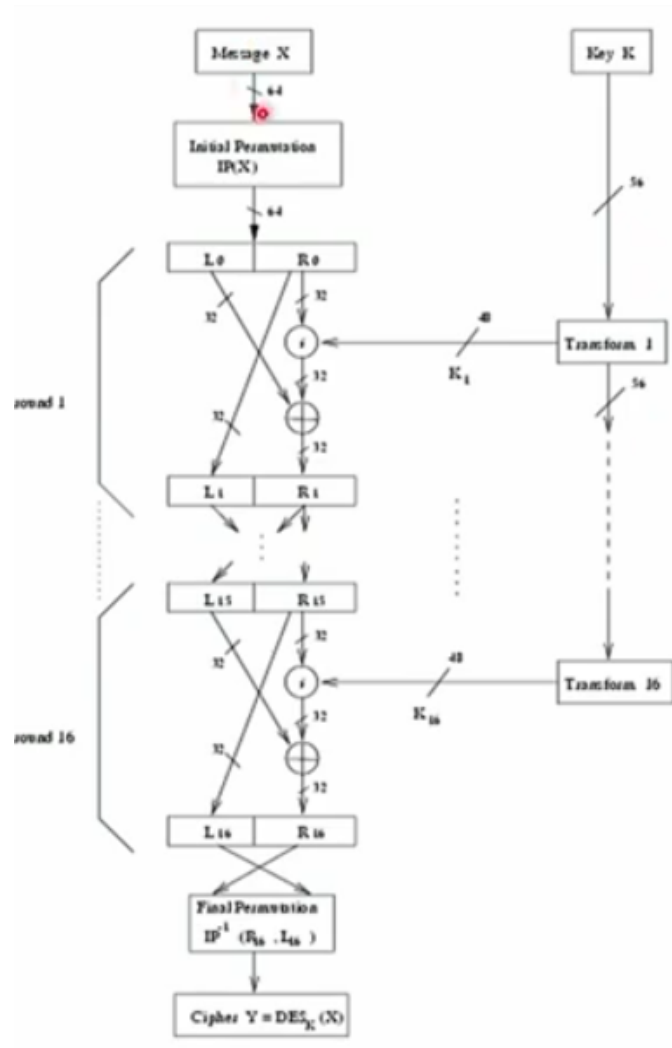 Message X
Key K
64
Initial Permutation
IP(X)
56
64
L0 R0
32
32
f
48
Transform 1
K1
32
56
ound 1
32
32
L1 R1
L15 R15
32
32
f
48
Transform 16
K16
32
ound 16
32
32
L16 R16
Final Permutation
IP-1 (R16 , L16 )
Cipher Y = DESK (X)